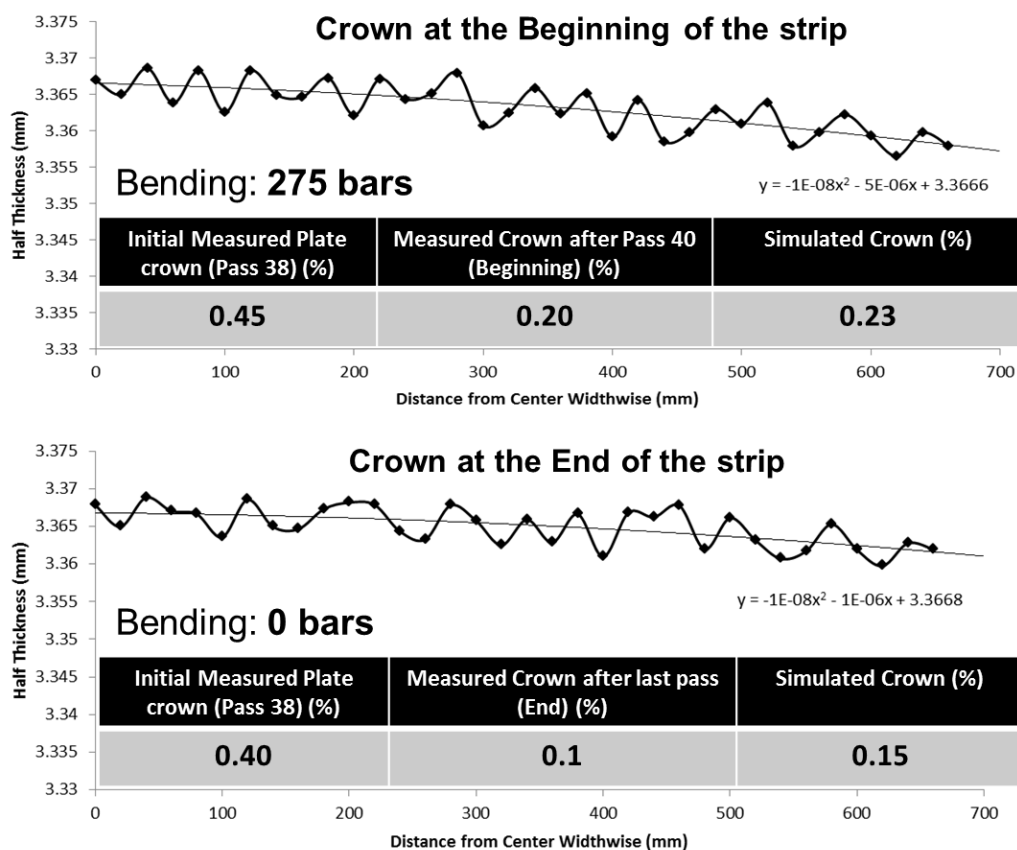 Crown at the Beginning of the strip
3.375
3.37
3.365
3.36
3.355
3.35
3.345
3.34
3.335
3.33
Half Thickness (mm)
Bending: 275 bars
y = -1E-08x² - 5E-06x + 3.3666
Initial Measured Plate crown (Pass 38) (%)
Measured Crown after Pass 40 (Beginning) (%)
Simulated Crown (%)
0.45 0.20 0.23
0 100 200 300 400 500 600 700
Distance from Center Widthwise (mm)
Crown at the End of the strip
3.375
3.37
3.365
3.36
3.355
3.35
3.345
3.34
3.335
3.33
Half Thickness (mm)
Bending: 0 bars
y = -1E-08x² - 1E-06x + 3.3668
Initial Measured Plate crown (Pass 38) (%)
Measured Crown after last pass (End) (%)
Simulated Crown (%)
0.40 0.1 0.15
0 100 200 300 400 500 600 700
Distance from Center Widthwise (mm)